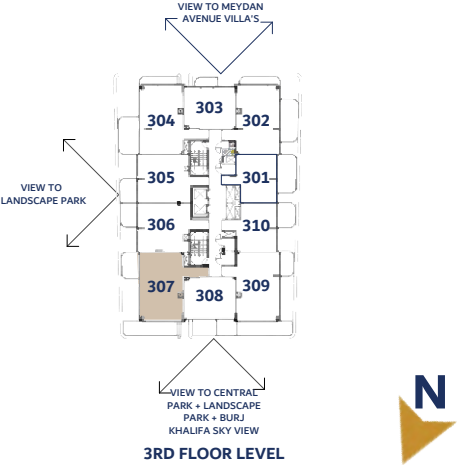 VIEW TO MEYDAN
AVENUE VILLA'S
303
304
302
305
301
VIEW TO
LANDSCAPE PARK
306
310
307
309
308
VIEW TO CENTRAL
PARK + LANDSCAPE
PARK + BURJ
KHALIFA SKY VIEW
3RD FLOOR LEVEL
N